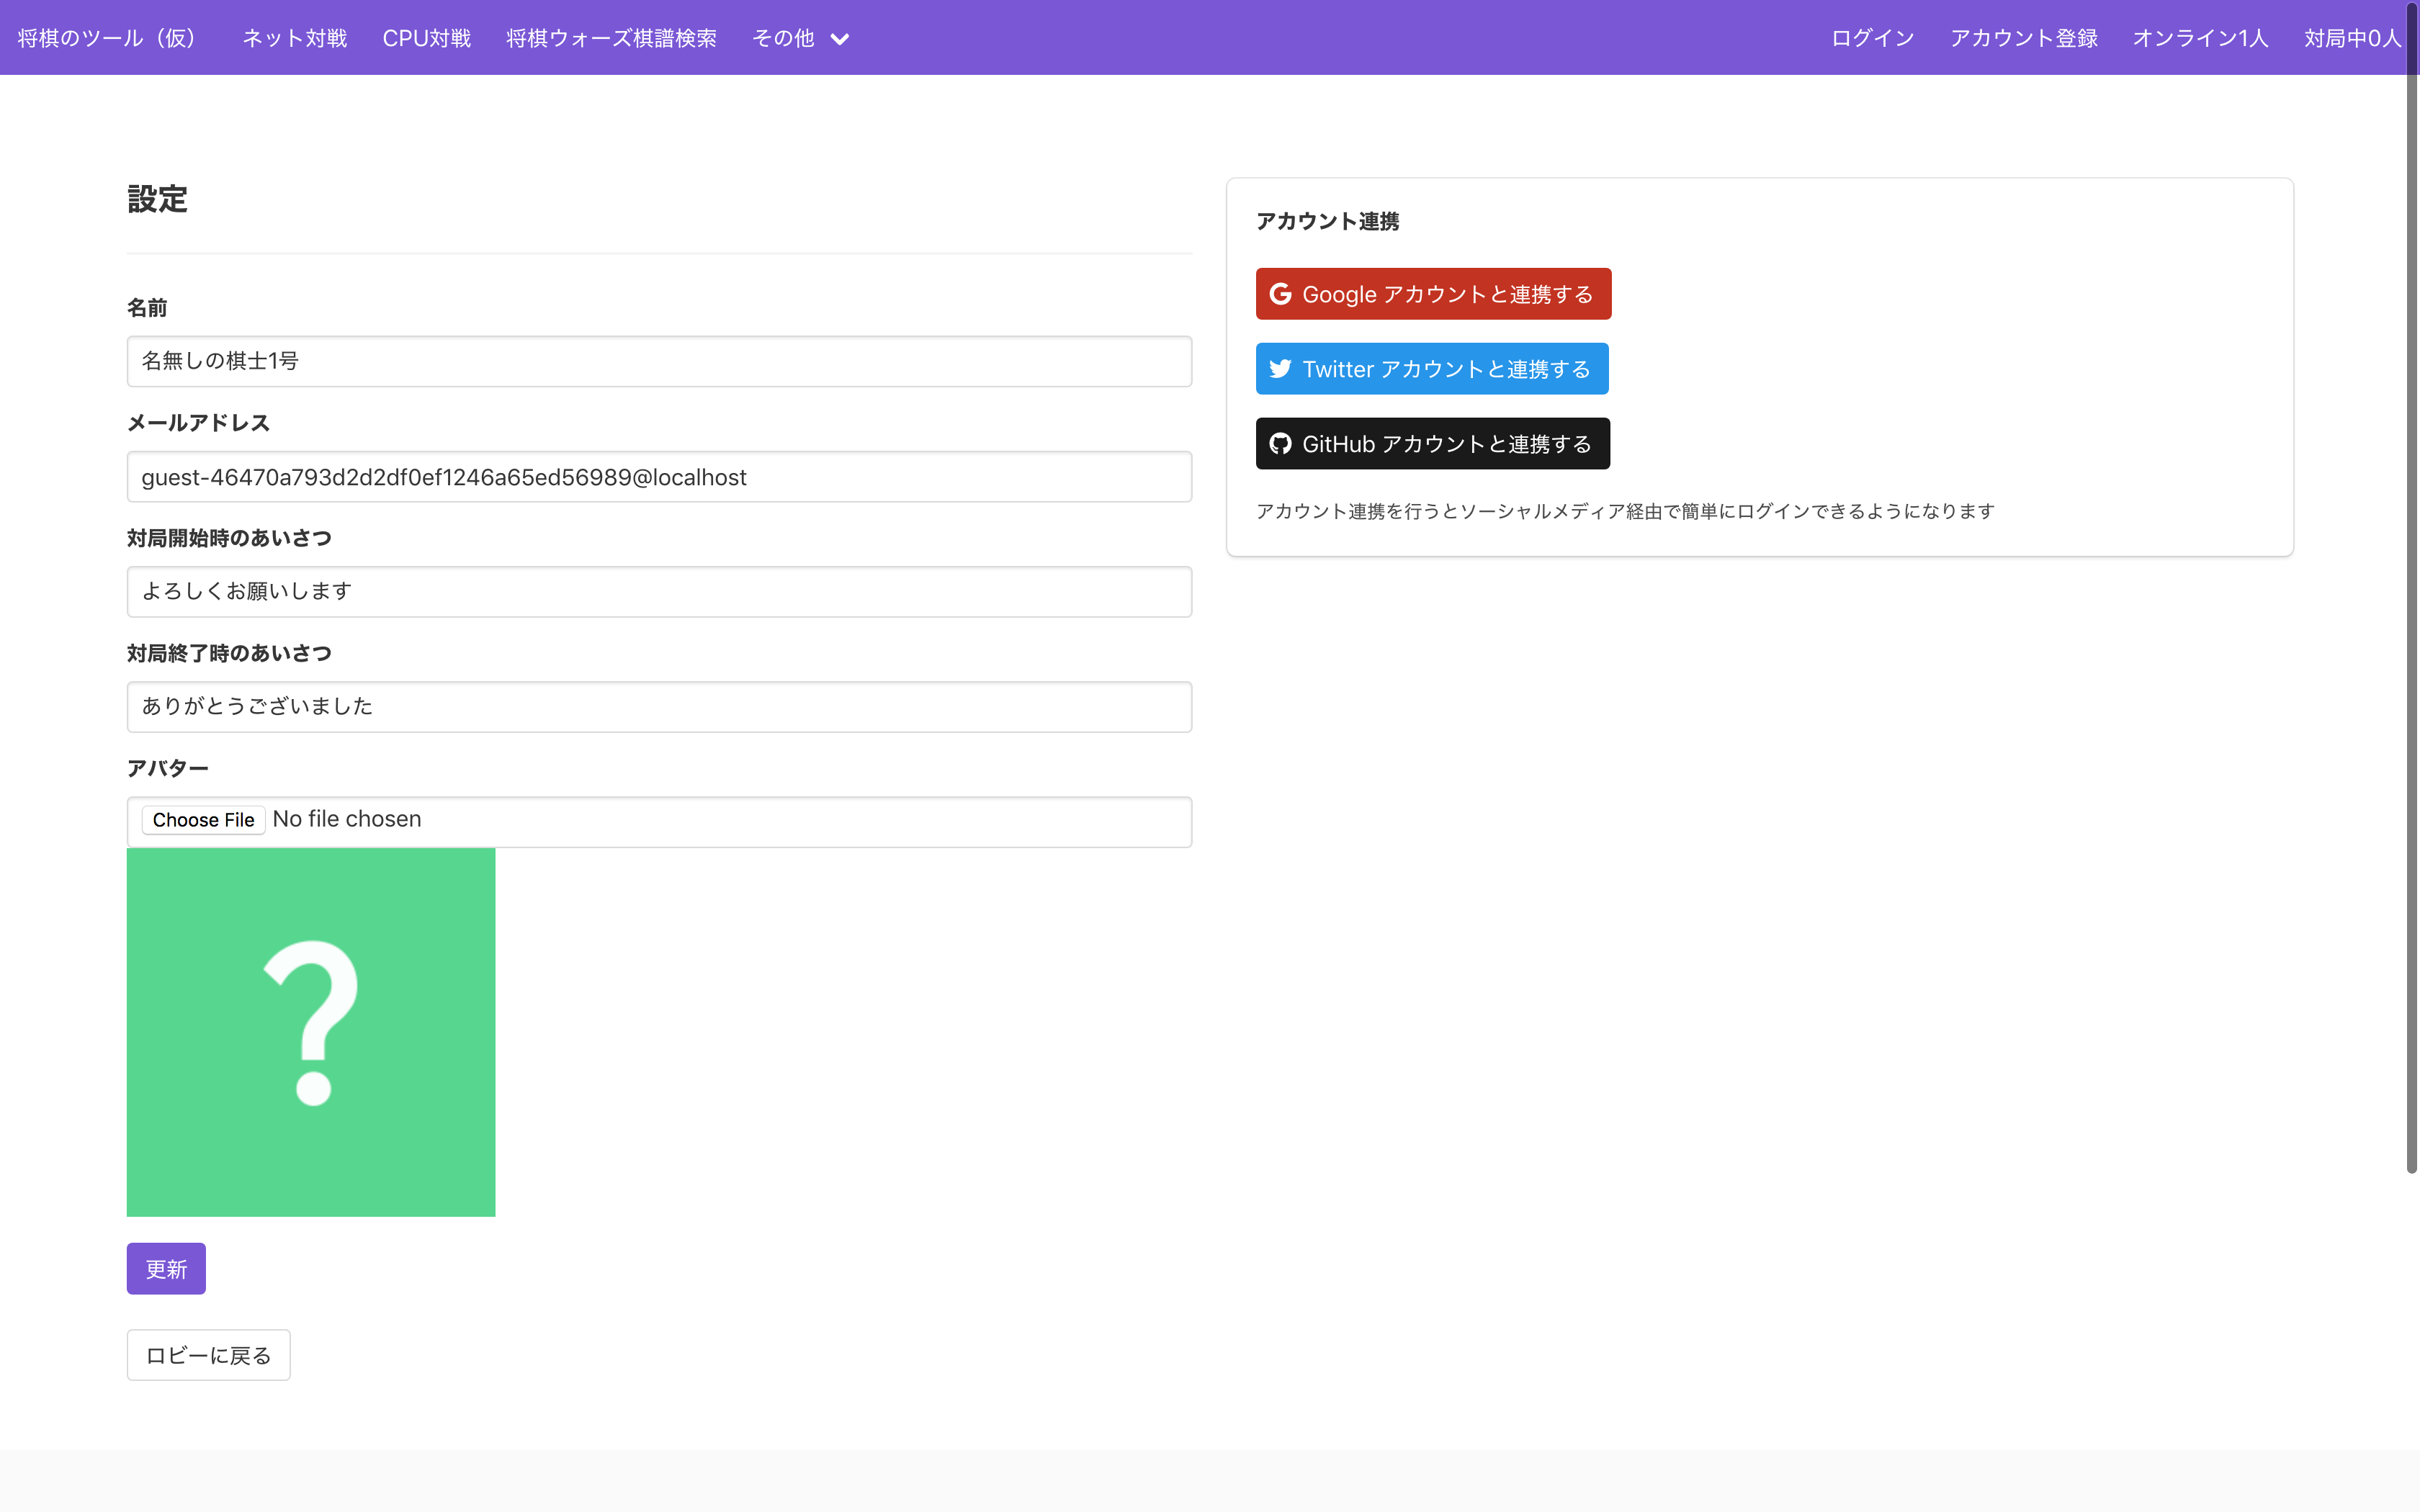 将棋のツール（仮） ネット対戦 CPU対戦 将棋ウォーズ棋譜検索 その他 ログイン アカウント登録 オンライン1人 対局中0人
設定
名前
名無しの棋士1号
メールアドレス
guest-46470a793d2d2df0ef1246a65ed56989@localhost
対局開始時のあいさつ
よろしくお願いします
対局終了時のあいさつ
ありがとうございました
アバター
Choose File No file chosen
?
更新
ロビーに戻る
アカウント連携
Google アカウントと連携する
Twitter アカウントと連携する
GitHub アカウントと連携する
アカウント連携を行うとソーシャルメディア経由で簡単にログインできるようになります